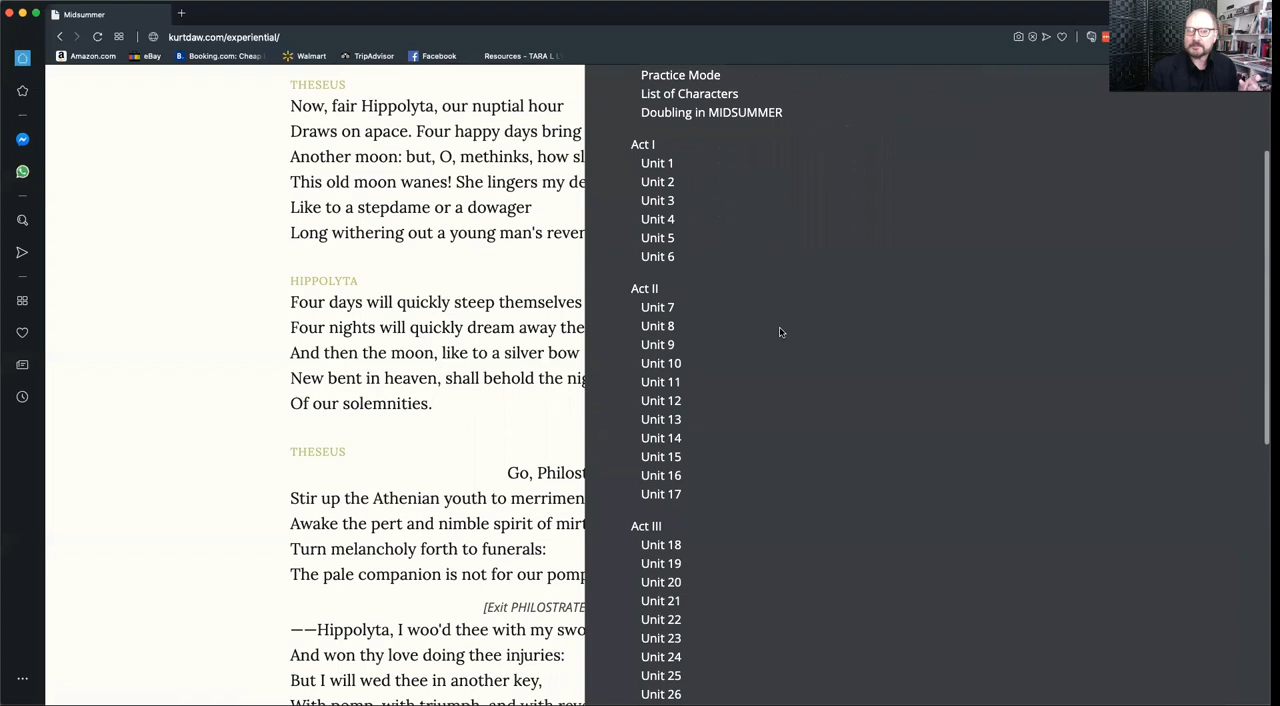 Midsummer
kurtdaw.com/experiential/
Amazon.com
eBay
Booking.com: Cheap
Walmart
TripAdvisor
Facebook
Resources - TARA L
THESEUS
Now, fair Hippolyta, our nuptial hour
Draws on apace. Four happy days bring
Another moon: but, O, methinks, how sl
This old moon wanes! She lingers my de
Like to a stepdame or a dowager
Long withering out a young man's reven
HIPPOLYTA
Four days will quickly steep themselves
Four nights will quickly dream away the
And then the moon, like to a silver bow
New bent in heaven, shall behold the nig
Of our solemnities.
THESEUS
Go, Philost
Stir up the Athenian youth to merrimen
Awake the pert and nimble spirit of mirt
Turn melancholy forth to funerals:
The pale companion is not for our pomp
[Exit PHILOSTRATE
——Hippolyta, I woo'd thee with my swo
And won thy love doing thee injuries:
But I will wed thee in another key,
With pomp, with triumph, and with reve
Practice Mode
List of Characters
Doubling in MIDSUMMER
Act I
Unit 1
Unit 2
Unit 3
Unit 4
Unit 5
Unit 6
Act II
Unit 7
Unit 8
Unit 9
Unit 10
Unit 11
Unit 12
Unit 13
Unit 14
Unit 15
Unit 16
Unit 17
Act III
Unit 18
Unit 19
Unit 20
Unit 21
Unit 22
Unit 23
Unit 24
Unit 25
Unit 26